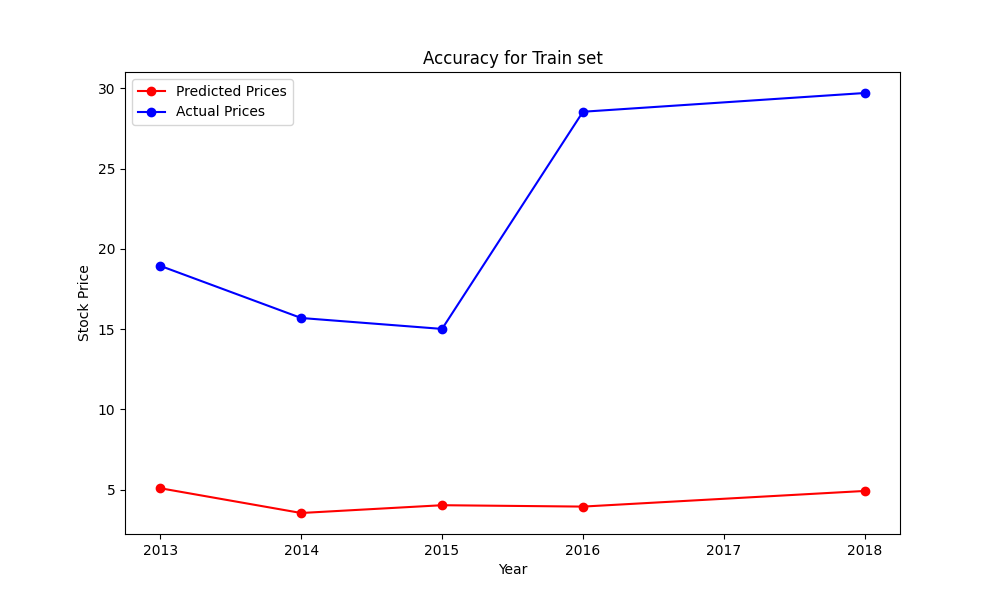 Accuracy for Train set
Predicted Prices
Actual Prices
30
25
20
15
10
5
Stock Price
2013 2014 2015 2016 2017 2018
Year